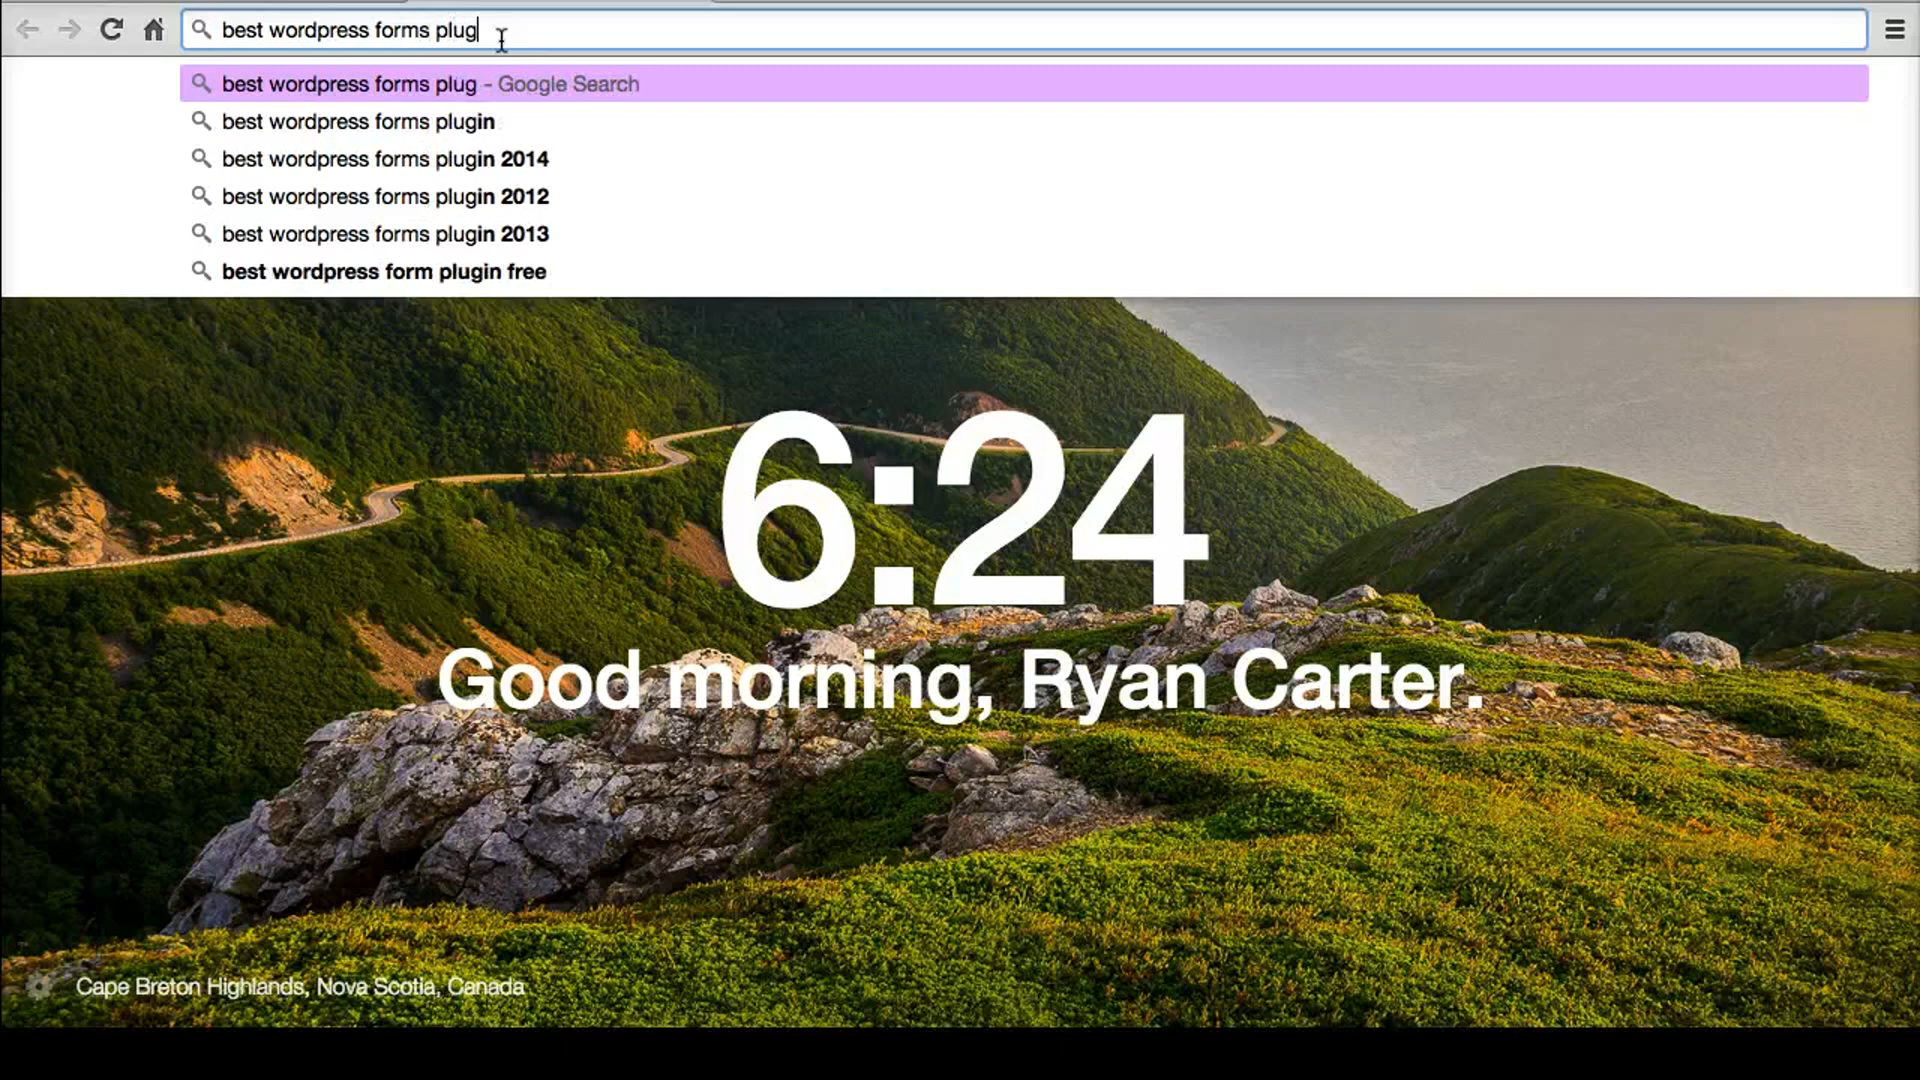 best wordpress forms plug
best wordpress forms plug - Google Search
best wordpress forms plugin
best wordpress forms plugin 2014
best wordpress forms plugin 2012
best wordpress forms plugin 2013
best wordpress form plugin free
6:24
Good morning, Ryan Carter.
Cape Breton Highlands, Nova Scotia, Canada